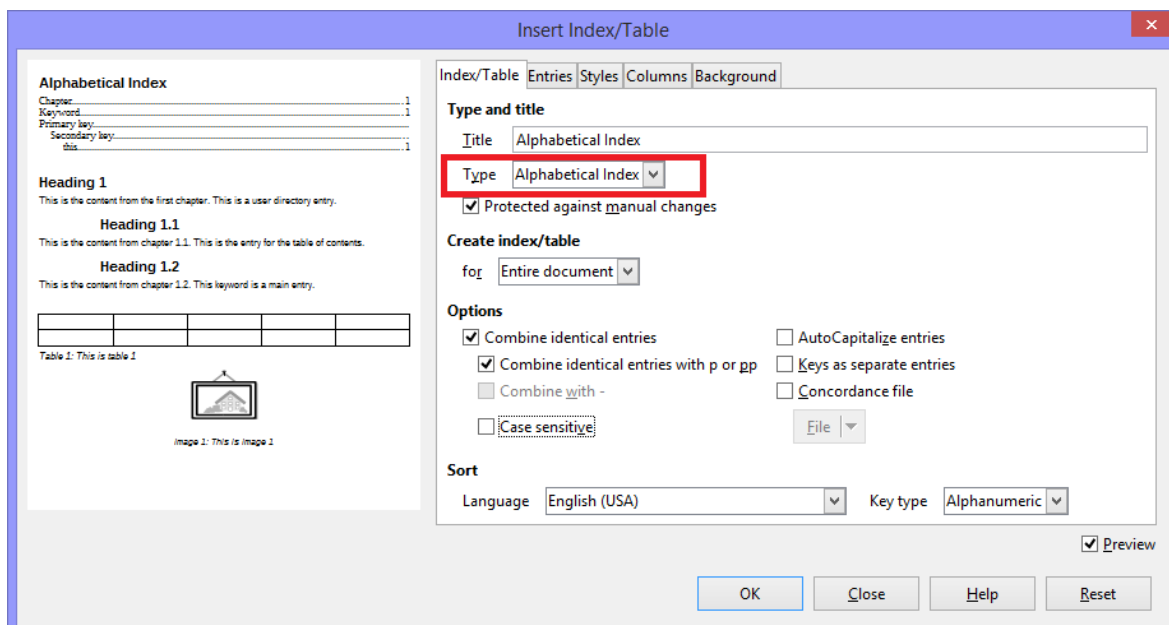 Insert Index/Table
Alphabetical Index
Chapter 1
Keyword 1
Primary key
Secondary key
this 1
Heading 1
This is the content from the first chapter. This is a user directory entry.
Heading 1.1
This is the content from chapter 1.1. This is the entry for the table of contents.
Heading 1.2
This is the content from chapter 1.2. This keyword is a main entry.
Table 1: This is table 1
Image 1: This is image 1
Index/Table Entries Styles Columns Background
Type and title
Title Alphabetical Index
Type Alphabetical Index
Protected against manual changes
Create index/table
for Entire document
Options
Combine identical entries AutoCapitalize entries
Combine identical entries with p or pp Keys as separate entries
Combine with - Concordance file
Case sensitive File
Sort
Language English (USA) Key type Alphanumeric
Preview
OK Close Help Reset